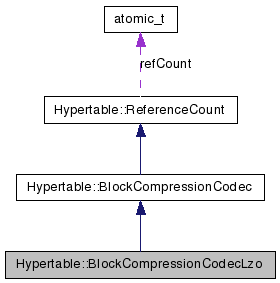 atomic_t
refCount
Hypertable::ReferenceCount
Hypertable::BlockCompressionCodec
Hypertable::BlockCompressionCodecLzo